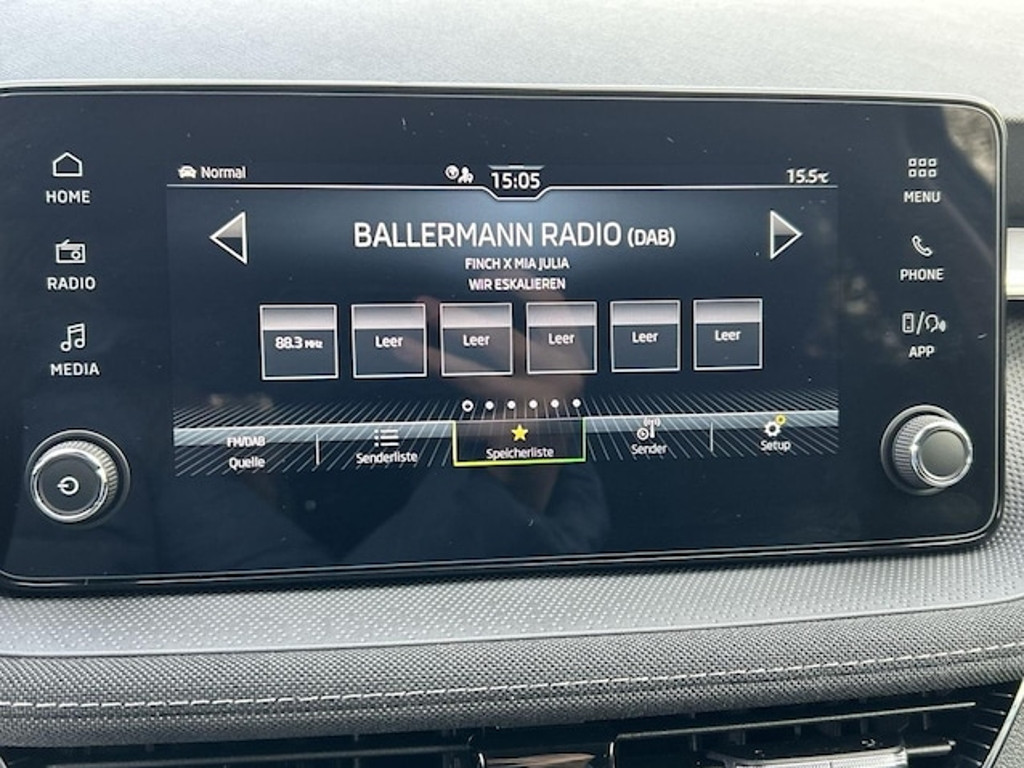 Normal
15:05
15.5°C
HOME
RADIO
MEDIA
BALLERMANN RADIO (DAB)
FINCH X MIA JULIA
WIR ESKALIEREN
88.3 MHz
Leer
Leer
Leer
Leer
Leer
FM/DAB
Quelle
Senderliste
Speicherliste
Sender
Setup
MENU
PHONE
APP